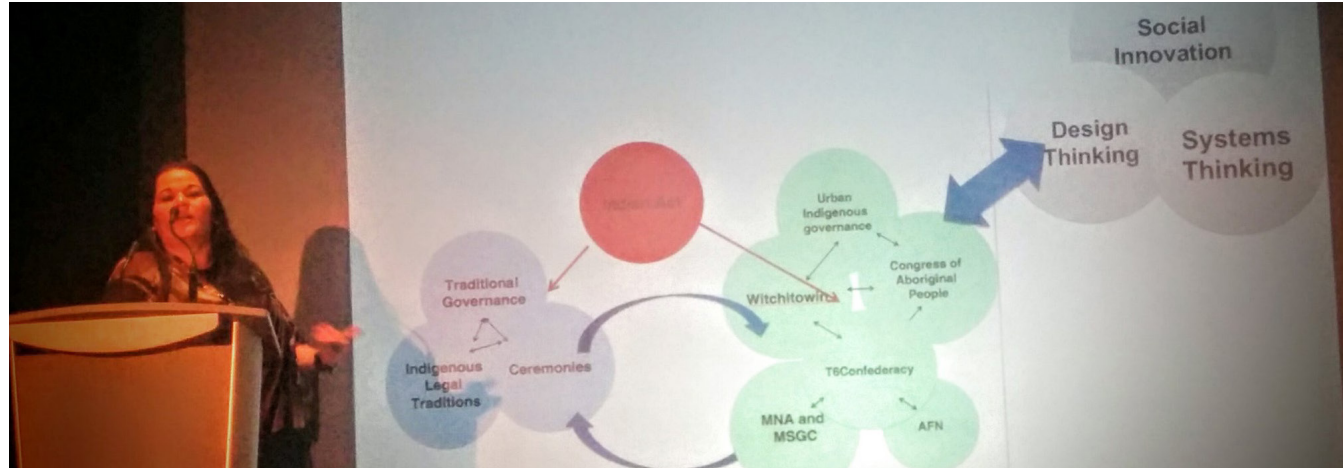 Social
Innovation
Design
Thinking
Systems
Thinking
Urban
Indigenous
governance
Congress of
Aboriginal
People
Traditional
Governance
Indigenous
Legal
Traditions
Ceremonies
T6Confederacy
MNA and
MSGC
AFN